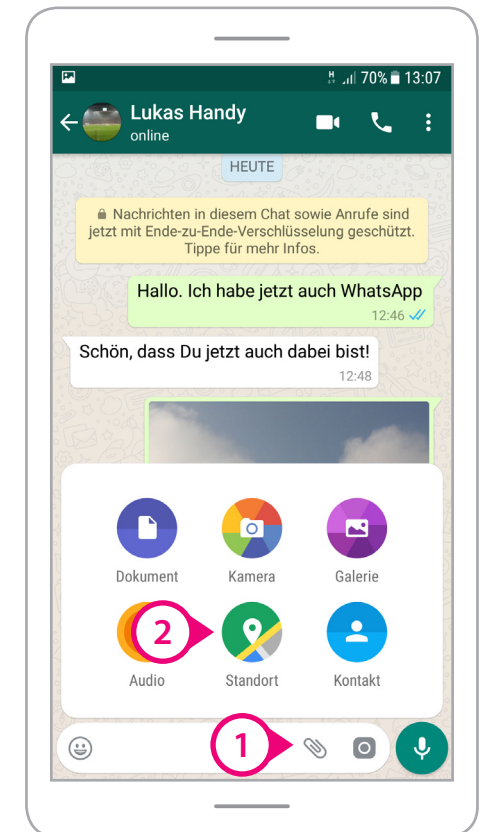 H 70% 13:07
Lukas Handy
online
HEUTE
Nachrichten in diesem Chat sowie Anrufe sind
jetzt mit Ende-zu-Ende-Verschlüsselung geschützt.
Tippe für mehr Infos.
Hallo. Ich habe jetzt auch WhatsApp
12:46
Schön, dass Du jetzt auch dabei bist!
12:48
Dokument Kamera Galerie
2
Audio Standort Kontakt
1